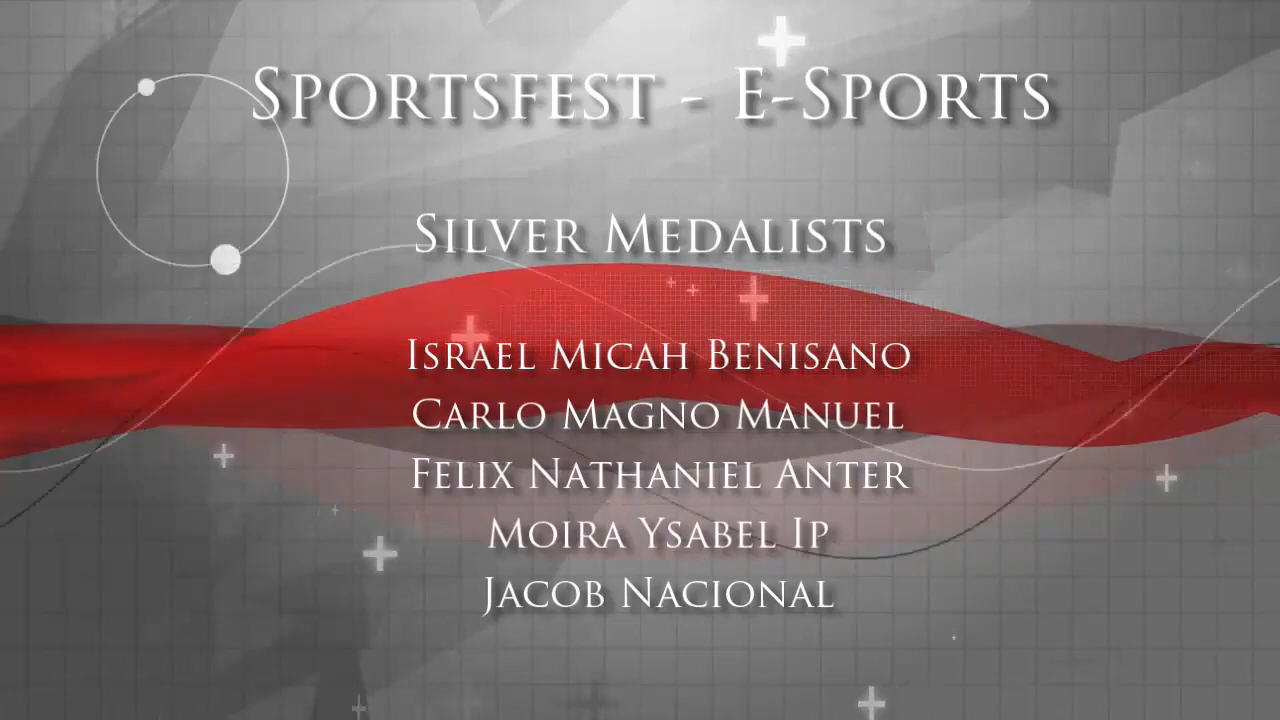 Sportsfest - E-Sports
Silver Medalists
Israel Micah Benisano
Carlo Magno Manuel
Felix Nathaniel Anter
Moira Ysabel Ip
Jacob Nacional